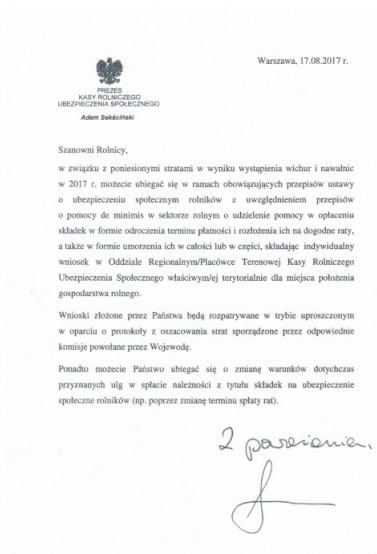 Warszawa, 17.08.2017 r.
PREZES
KASY ROLNICZEGO
UBEZPIECZENIA SPOŁECZNEGO
Adam Sekściński
Szanowni Rolnicy,
w związku z poniesionymi stratami w wyniku wystąpienia wichur i nawałnic
w 2017 r. możecie ubiegać się w ramach obowiązujących przepisów ustawy
o ubezpieczeniu społecznym rolników z uwzględnieniem przepisów
o pomocy de minimis w sektorze rolnym o udzielenie pomocy w opłaceniu
składek w formie odroczenia terminu płatności i rozłożenia ich na dogodne raty,
a także w formie umorzenia ich w całości lub w części, składając indywidualny
wniosek w Oddziale Regionalnym/Placówce Terenowej Kasy Rolniczego
Ubezpieczenia Społecznego właściwym/ej terytorialnie dla miejsca położenia
gospodarstwa rolnego.
Wnioski złożone przez Państwa będą rozpatrywane w trybie uproszczonym
w oparciu o protokoły z oszacowania strat sporządzone przez odpowiednie
komisje powołane przez Wojewodę.
Ponadto możecie Państwo ubiegać się o zmianę warunków dotychczas
przyznanych ulg w spłacie należności z tytułu składek na ubezpieczenie
społeczne rolników (np. poprzez zmianę terminu spłaty rat).
Z poważaniem,